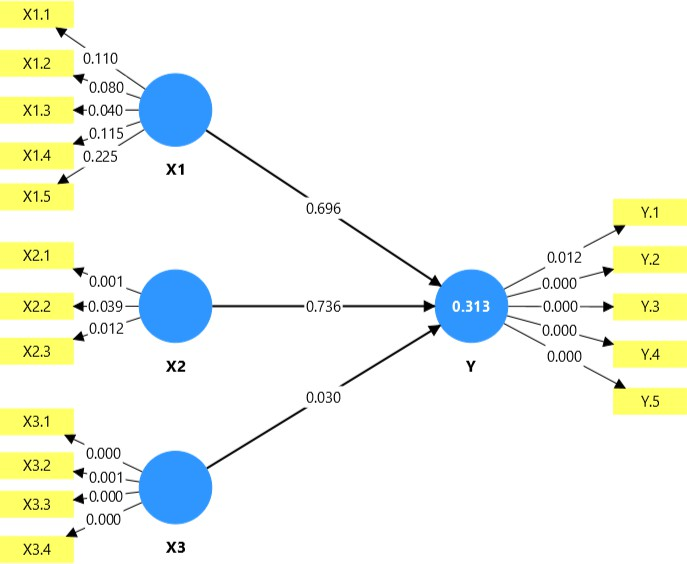 X1.1
0.110
X1.2
0.080
X1.3
0.040
X1.4
0.115
X1.5
0.225
X1
0.696
X2.1
0.001
X2.2
0.039
X2.3
0.012
X2
0.736
X3.1
0.000
X3.2
0.001
X3.3
0.000
X3.4
0.000
X3
0.030
0.313
Y
Y.1
0.012
Y.2
0.000
Y.3
0.000
Y.4
0.000
Y.5
0.000